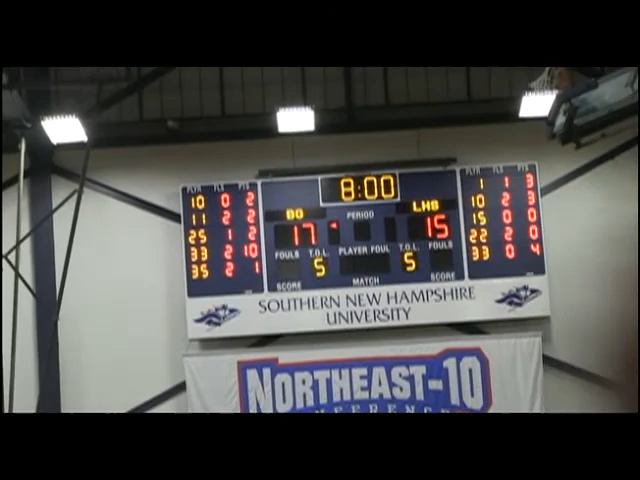 8:00
PLYR FLS PTS
10 0 2
11 2 2
25 1 2
33 2 10
35 2 1
BG LHS
PERIOD
17 15
FOULS T.O.L. PLAYER FOUL T.O.L. FOULS
5 5
SCORE MATCH SCORE
PLYR FLS PTS
1 1 3
10 2 3
15 0 0
22 2 0
33 0 4
SOUTHERN NEW HAMPSHIRE
UNIVERSITY
NORTHEAST-10
CONFERENCE